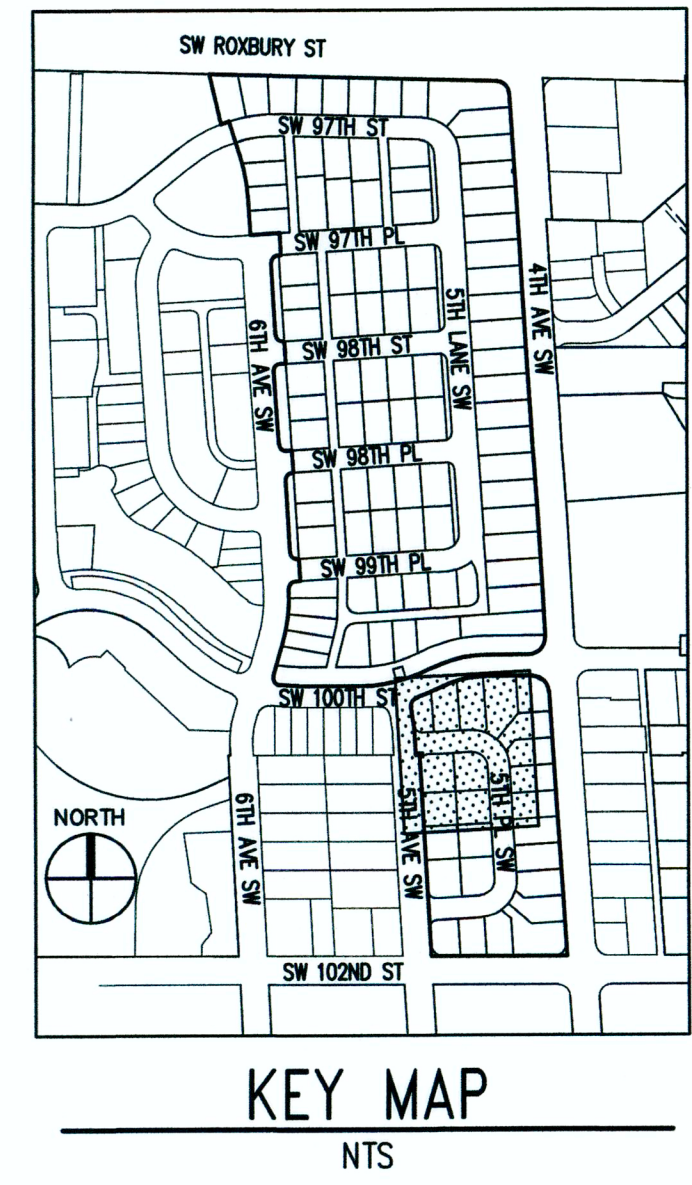 SW ROXBURY ST
SW 97TH ST
SW 97TH PL
4TH AVE SW
5TH LANE SW
6TH AVE SW
SW 98TH ST
SW 98TH PL
SW 99TH PL
SW 100TH ST
5TH AVE SW
5TH PL SW
6TH AVE SW
NORTH
SW 102ND ST
KEY MAP
NTS